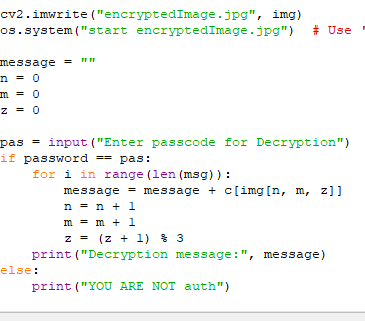 cv2.imwrite("encryptedImage.jpg", img)
os.system("start encryptedImage.jpg")  # Use '
message = ""
n = 0
m = 0
z = 0
pas = input("Enter passcode for Decryption")
if password == pas:
    for i in range(len(msg)):
        message = message + c[img[n, m, z]]
        n = n + 1
        m = m + 1
        z = (z + 1) % 3
    print("Decryption message:", message)
else:
    print("YOU ARE NOT auth")